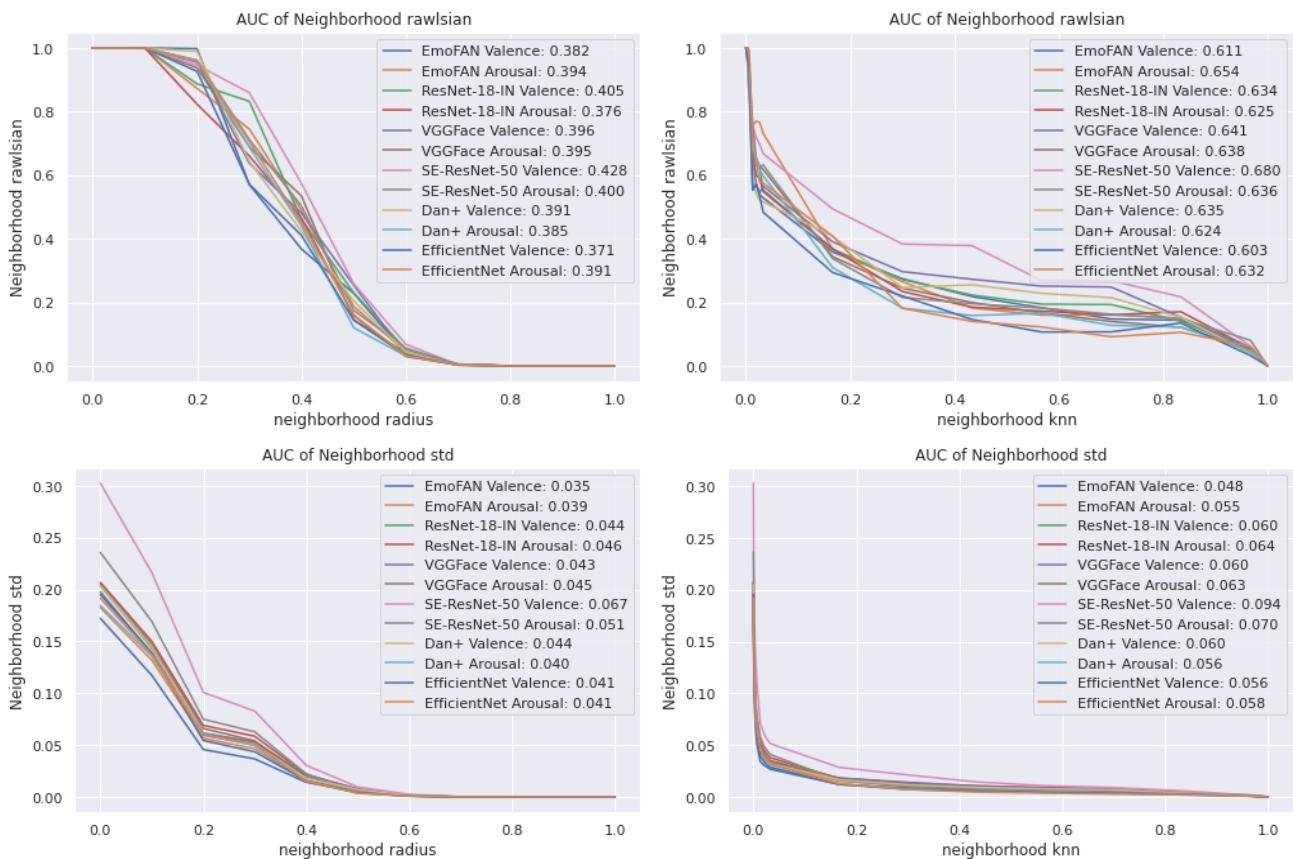 AUC of Neighborhood rawlsian
Neighborhood rawlsian
1.0
0.8
0.6
0.4
0.2
0.0
EmoFAN Valence: 0.382
EmoFAN Arousal: 0.394
ResNet-18-IN Valence: 0.405
ResNet-18-IN Arousal: 0.376
VGGFace Valence: 0.396
VGGFace Arousal: 0.395
SE-ResNet-50 Valence: 0.428
SE-ResNet-50 Arousal: 0.400
Dan+ Valence: 0.391
Dan+ Arousal: 0.385
EfficientNet Valence: 0.371
EfficientNet Arousal: 0.391
0.0 0.2 0.4 0.6 0.8 1.0
neighborhood radius
AUC of Neighborhood rawlsian
Neighborhood rawlsian
1.0
0.8
0.6
0.4
0.2
0.0
EmoFAN Valence: 0.611
EmoFAN Arousal: 0.654
ResNet-18-IN Valence: 0.634
ResNet-18-IN Arousal: 0.625
VGGFace Valence: 0.641
VGGFace Arousal: 0.638
SE-ResNet-50 Valence: 0.680
SE-ResNet-50 Arousal: 0.636
Dan+ Valence: 0.635
Dan+ Arousal: 0.624
EfficientNet Valence: 0.603
EfficientNet Arousal: 0.632
0.0 0.2 0.4 0.6 0.8 1.0
neighborhood knn
AUC of Neighborhood std
Neighborhood std
0.30
0.25
0.20
0.15
0.10
0.05
0.00
EmoFAN Valence: 0.035
EmoFAN Arousal: 0.039
ResNet-18-IN Valence: 0.044
ResNet-18-IN Arousal: 0.046
VGGFace Valence: 0.043
VGGFace Arousal: 0.045
SE-ResNet-50 Valence: 0.067
SE-ResNet-50 Arousal: 0.051
Dan+ Valence: 0.044
Dan+ Arousal: 0.040
EfficientNet Valence: 0.041
EfficientNet Arousal: 0.041
0.0 0.2 0.4 0.6 0.8 1.0
neighborhood radius
AUC of Neighborhood std
Neighborhood std
0.30
0.25
0.20
0.15
0.10
0.05
0.00
EmoFAN Valence: 0.048
EmoFAN Arousal: 0.055
ResNet-18-IN Valence: 0.060
ResNet-18-IN Arousal: 0.064
VGGFace Valence: 0.060
VGGFace Arousal: 0.063
SE-ResNet-50 Valence: 0.094
SE-ResNet-50 Arousal: 0.070
Dan+ Valence: 0.060
Dan+ Arousal: 0.056
EfficientNet Valence: 0.056
EfficientNet Arousal: 0.058
0.0 0.2 0.4 0.6 0.8 1.0
neighborhood knn